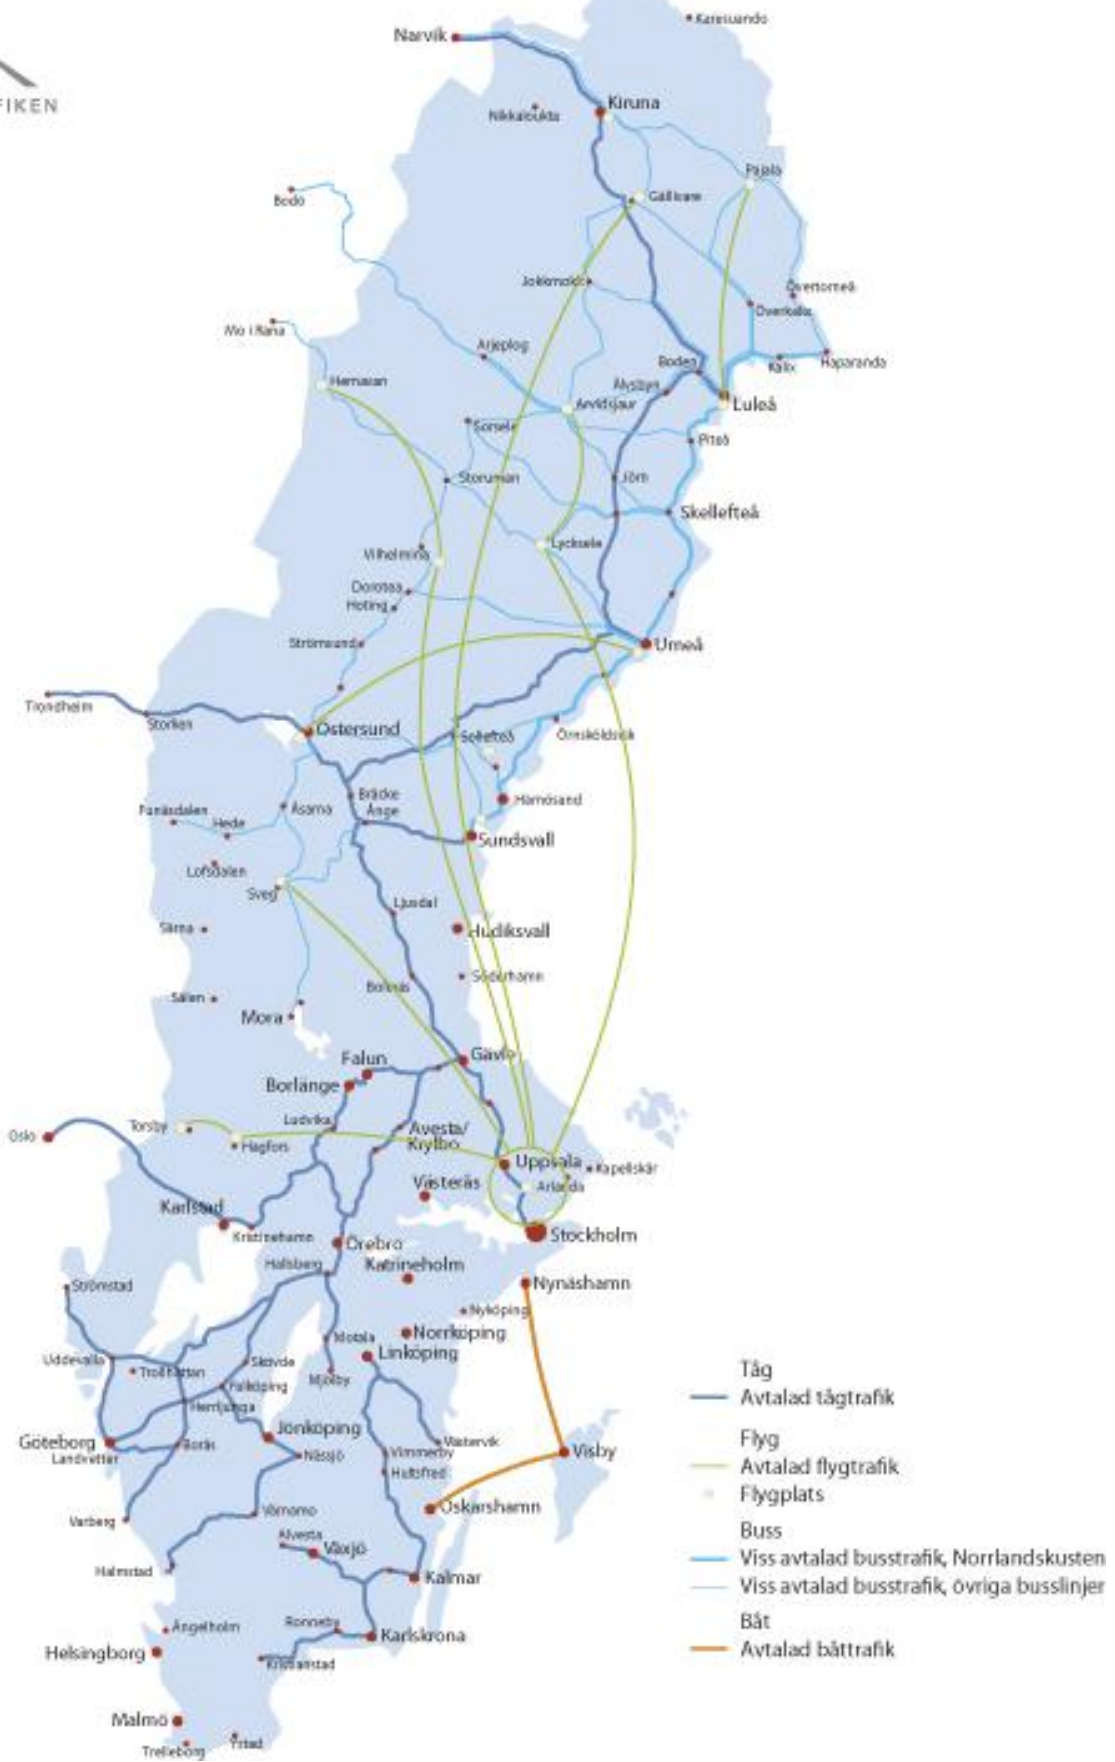 FIKEN
Karesuando
Narvik
Kiruna
Nikkaloukta
Pajala
Gällivare
Bodö
Jokkmokk
Övertorneå
Överkalix
Mo i Rana
Arjeplog
Boden
Kalix
Haparanda
Hemavan
Älvsbyn
Arvidsjaur
Luleå
Sorsele
Piteå
Storuman
Jörn
Skellefteå
Lycksele
Vilhelmina
Dorotea
Hoting
Strömsund
Umeå
Trondheim
Storlien
Östersund
Sollefteå
Örnsköldsvik
Bräcke
Härnösand
Funäsdalen
Åsarna
Ånge
Hede
Sundsvall
Lofsdalen
Sveg
Ljusdal
Särna
Hudiksvall
Söderhamn
Bollnäs
Sälen
Mora
Falun
Gävle
Borlänge
Ludvika
Torsby
Avesta/
Krylbo
Oslo
Hagfors
Uppsala
Kapellskär
Västerås
Arlanda
Karlstad
Kristinehamn
Örebro
Stockholm
Hallsberg
Katrineholm
Strömstad
Nynäshamn
Nyköping
Motala
Norrköping
Linköping
Uddevalla
Trollhättan
Skövde
Mjölby
Falköping
Herrljunga
Jönköping
Göteborg
Borås
Landvetter
Nässjö
Västervik
Vimmerby
Visby
Hultsfred
Oskarshamn
Värnamo
Varberg
Alvesta
Växjö
Halmstad
Kalmar
Ängelholm
Ronneby
Karlskrona
Helsingborg
Kristianstad
Malmö
Trelleborg
Ystad
Tåg
Avtalad tågtrafik
Flyg
Avtalad flygtrafik
Flygplats
Buss
Viss avtalad busstrafik, Norrlandskusten
Viss avtalad busstrafik, övriga busslinjer
Båt
Avtalad båttrafik